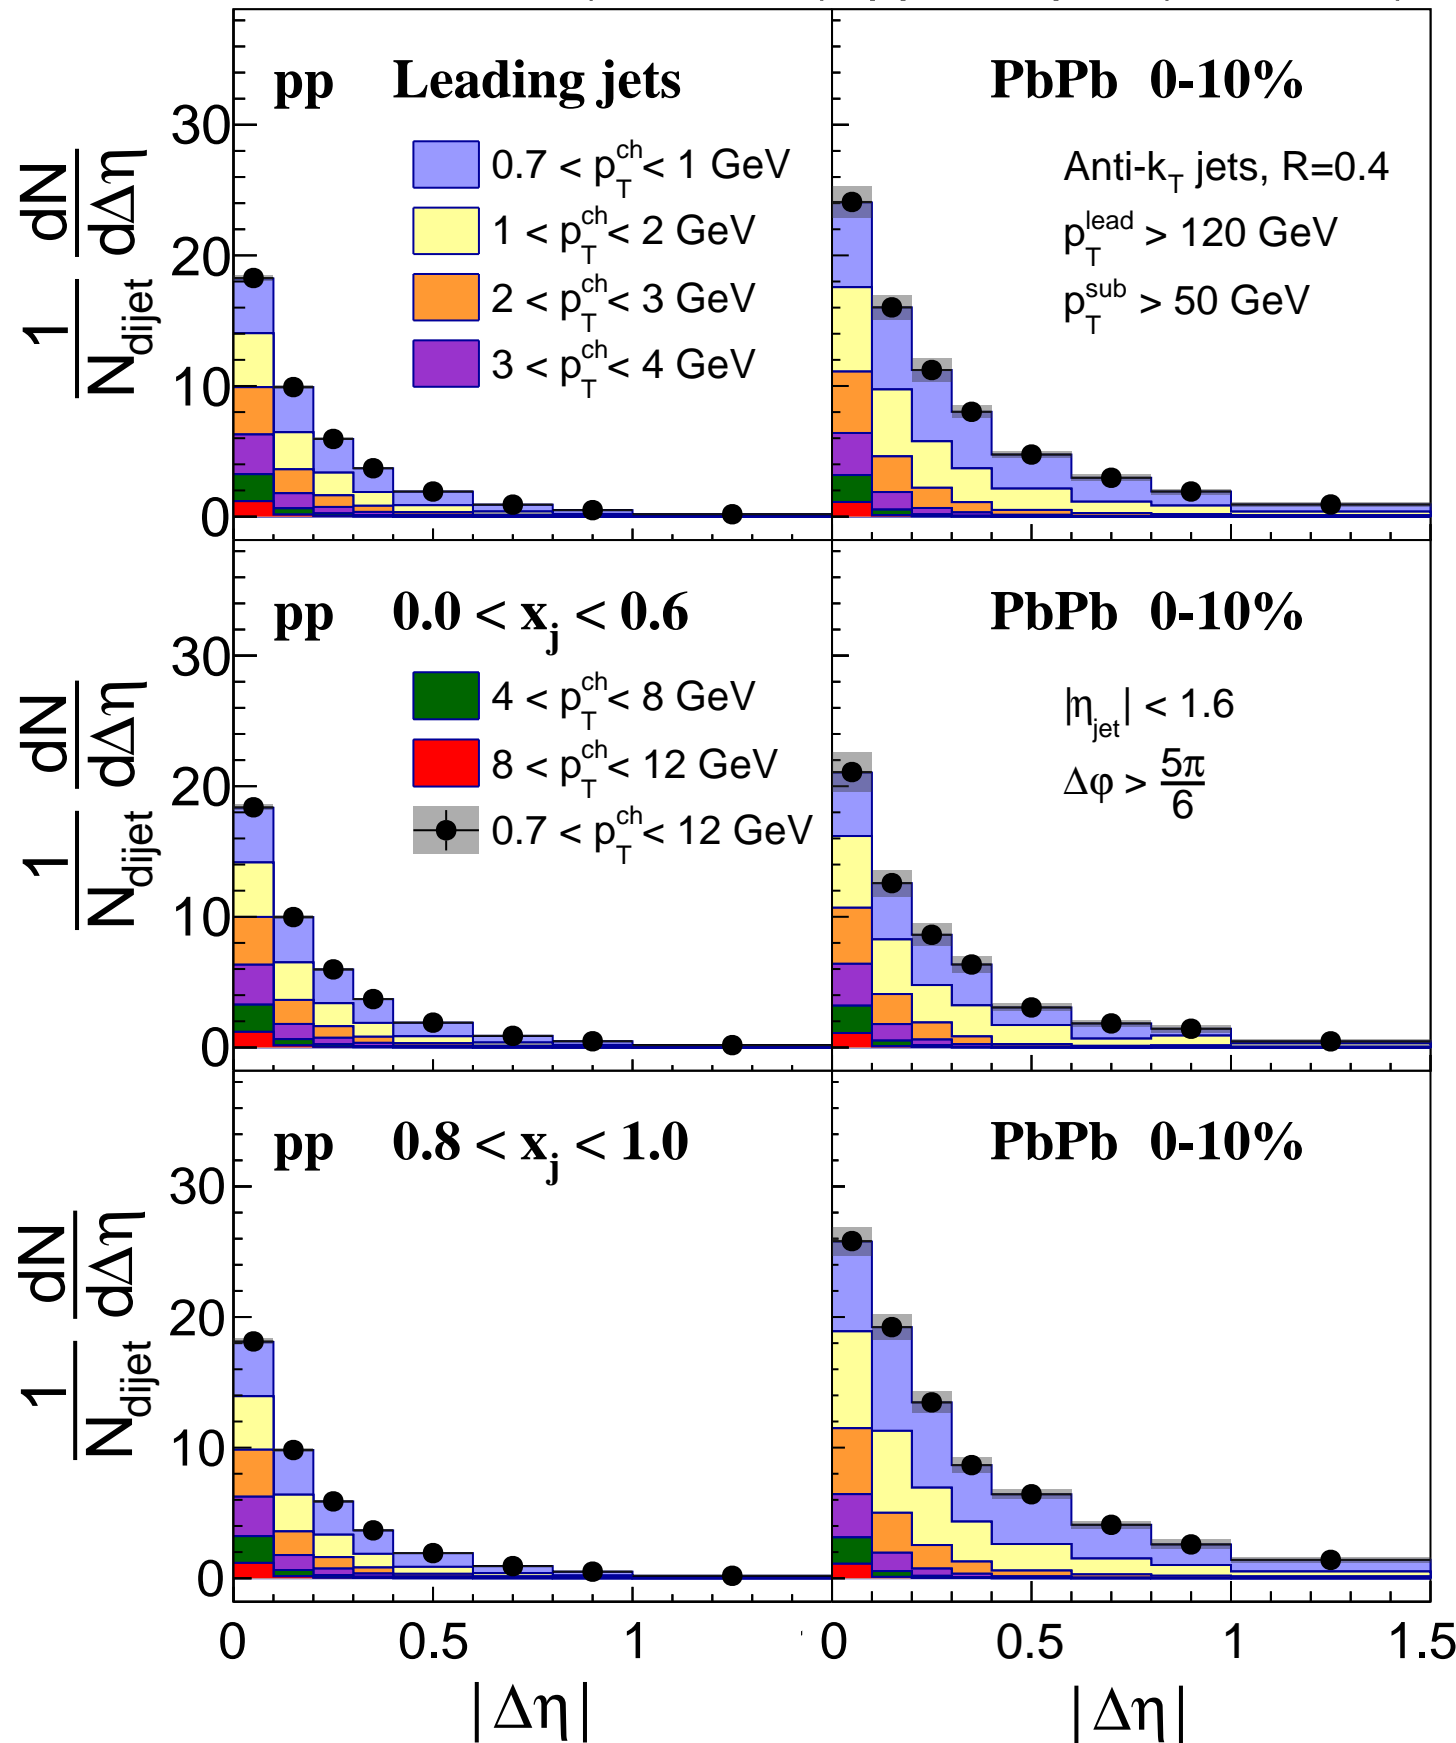 pp Leading jets
0.7 < p_T^ch < 1 GeV
1 < p_T^ch < 2 GeV
2 < p_T^ch < 3 GeV
3 < p_T^ch < 4 GeV
PbPb 0-10%
Anti-k_T jets, R=0.4
p_T^lead > 120 GeV
p_T^sub > 50 GeV
1/N_dijet dN/dΔη
30
20
10
0
pp 0.0 < x_j < 0.6
4 < p_T^ch < 8 GeV
8 < p_T^ch < 12 GeV
0.7 < p_T^ch < 12 GeV
PbPb 0-10%
|η_jet| < 1.6
Δφ > 5π/6
1/N_dijet dN/dΔη
30
20
10
0
pp 0.8 < x_j < 1.0
PbPb 0-10%
1/N_dijet dN/dΔη
30
20
10
0
0 0.5 1
0 0.5 1 1.5
|Δη|
|Δη|